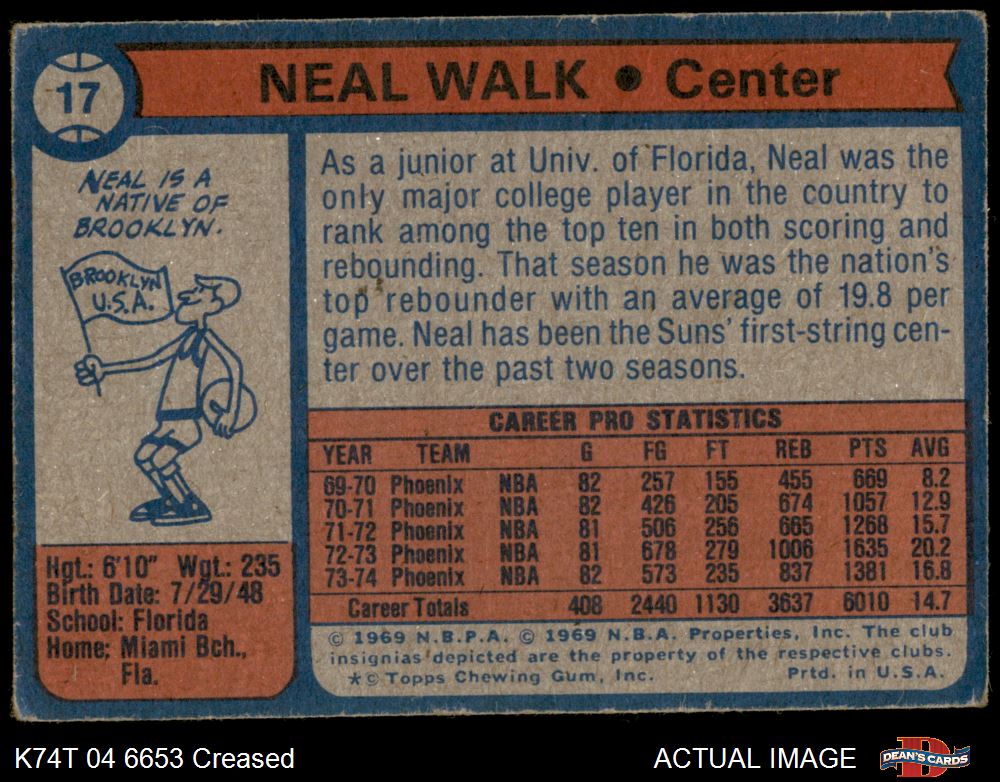 17
NEAL WALK • Center
NEAL IS A
NATIVE OF
BROOKLYN.
BROOKLYN
U.S.A.
As a junior at Univ. of Florida, Neal was the
only major college player in the country to
rank among the top ten in both scoring and
rebounding. That season he was the nation's
top rebounder with an average of 19.8 per
game. Neal has been the Suns' first-string cen-
ter over the past two seasons.
CAREER PRO STATISTICS
YEAR TEAM G FG FT REB PTS AVG
69-70 Phoenix NBA 82 257 155 455 669 8.2
70-71 Phoenix NBA 82 426 205 674 1057 12.9
71-72 Phoenix NBA 81 506 256 665 1268 15.7
72-73 Phoenix NBA 81 678 279 1006 1635 20.2
73-74 Phoenix NBA 82 573 235 837 1381 16.8
Career Totals 408 2440 1130 3637 6010 14.7
Hgt.: 6'10" Wgt.: 235
Birth Date: 7/29/48
School: Florida
Home: Miami Bch.,
Fla.
© 1969 N.B.P.A. © 1969 N.B.A. Properties, Inc. The club
insignias depicted are the property of the respective clubs.
*© Topps Chewing Gum, Inc. Prtd. in U.S.A.
K74T 04 6653 Creased
ACTUAL IMAGE
D
DEAN'S CARDS